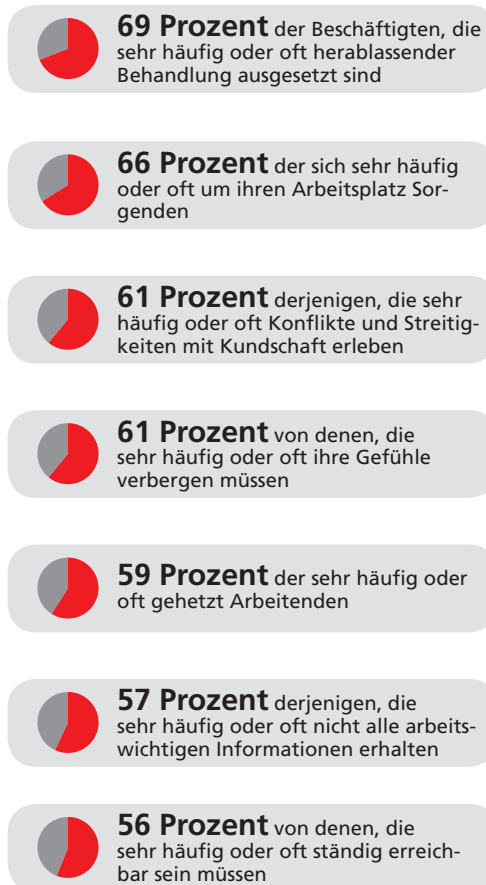 69 Prozent der Beschäftigten, die
sehr häufig oder oft herablassender
Behandlung ausgesetzt sind
66 Prozent der sich sehr häufig
oder oft um ihren Arbeitsplatz Sor-
genden
61 Prozent derjenigen, die sehr
häufig oder oft Konflikte und Streitig-
keiten mit Kundschaft erleben
61 Prozent von denen, die
sehr häufig oder oft ihre Gefühle
verbergen müssen
59 Prozent der sehr häufig oder
oft gehetzt Arbeitenden
57 Prozent derjenigen, die
sehr häufig oder oft nicht alle arbeits-
wichtigen Informationen erhalten
56 Prozent von denen, die
sehr häufig oder oft ständig erreich-
bar sein müssen